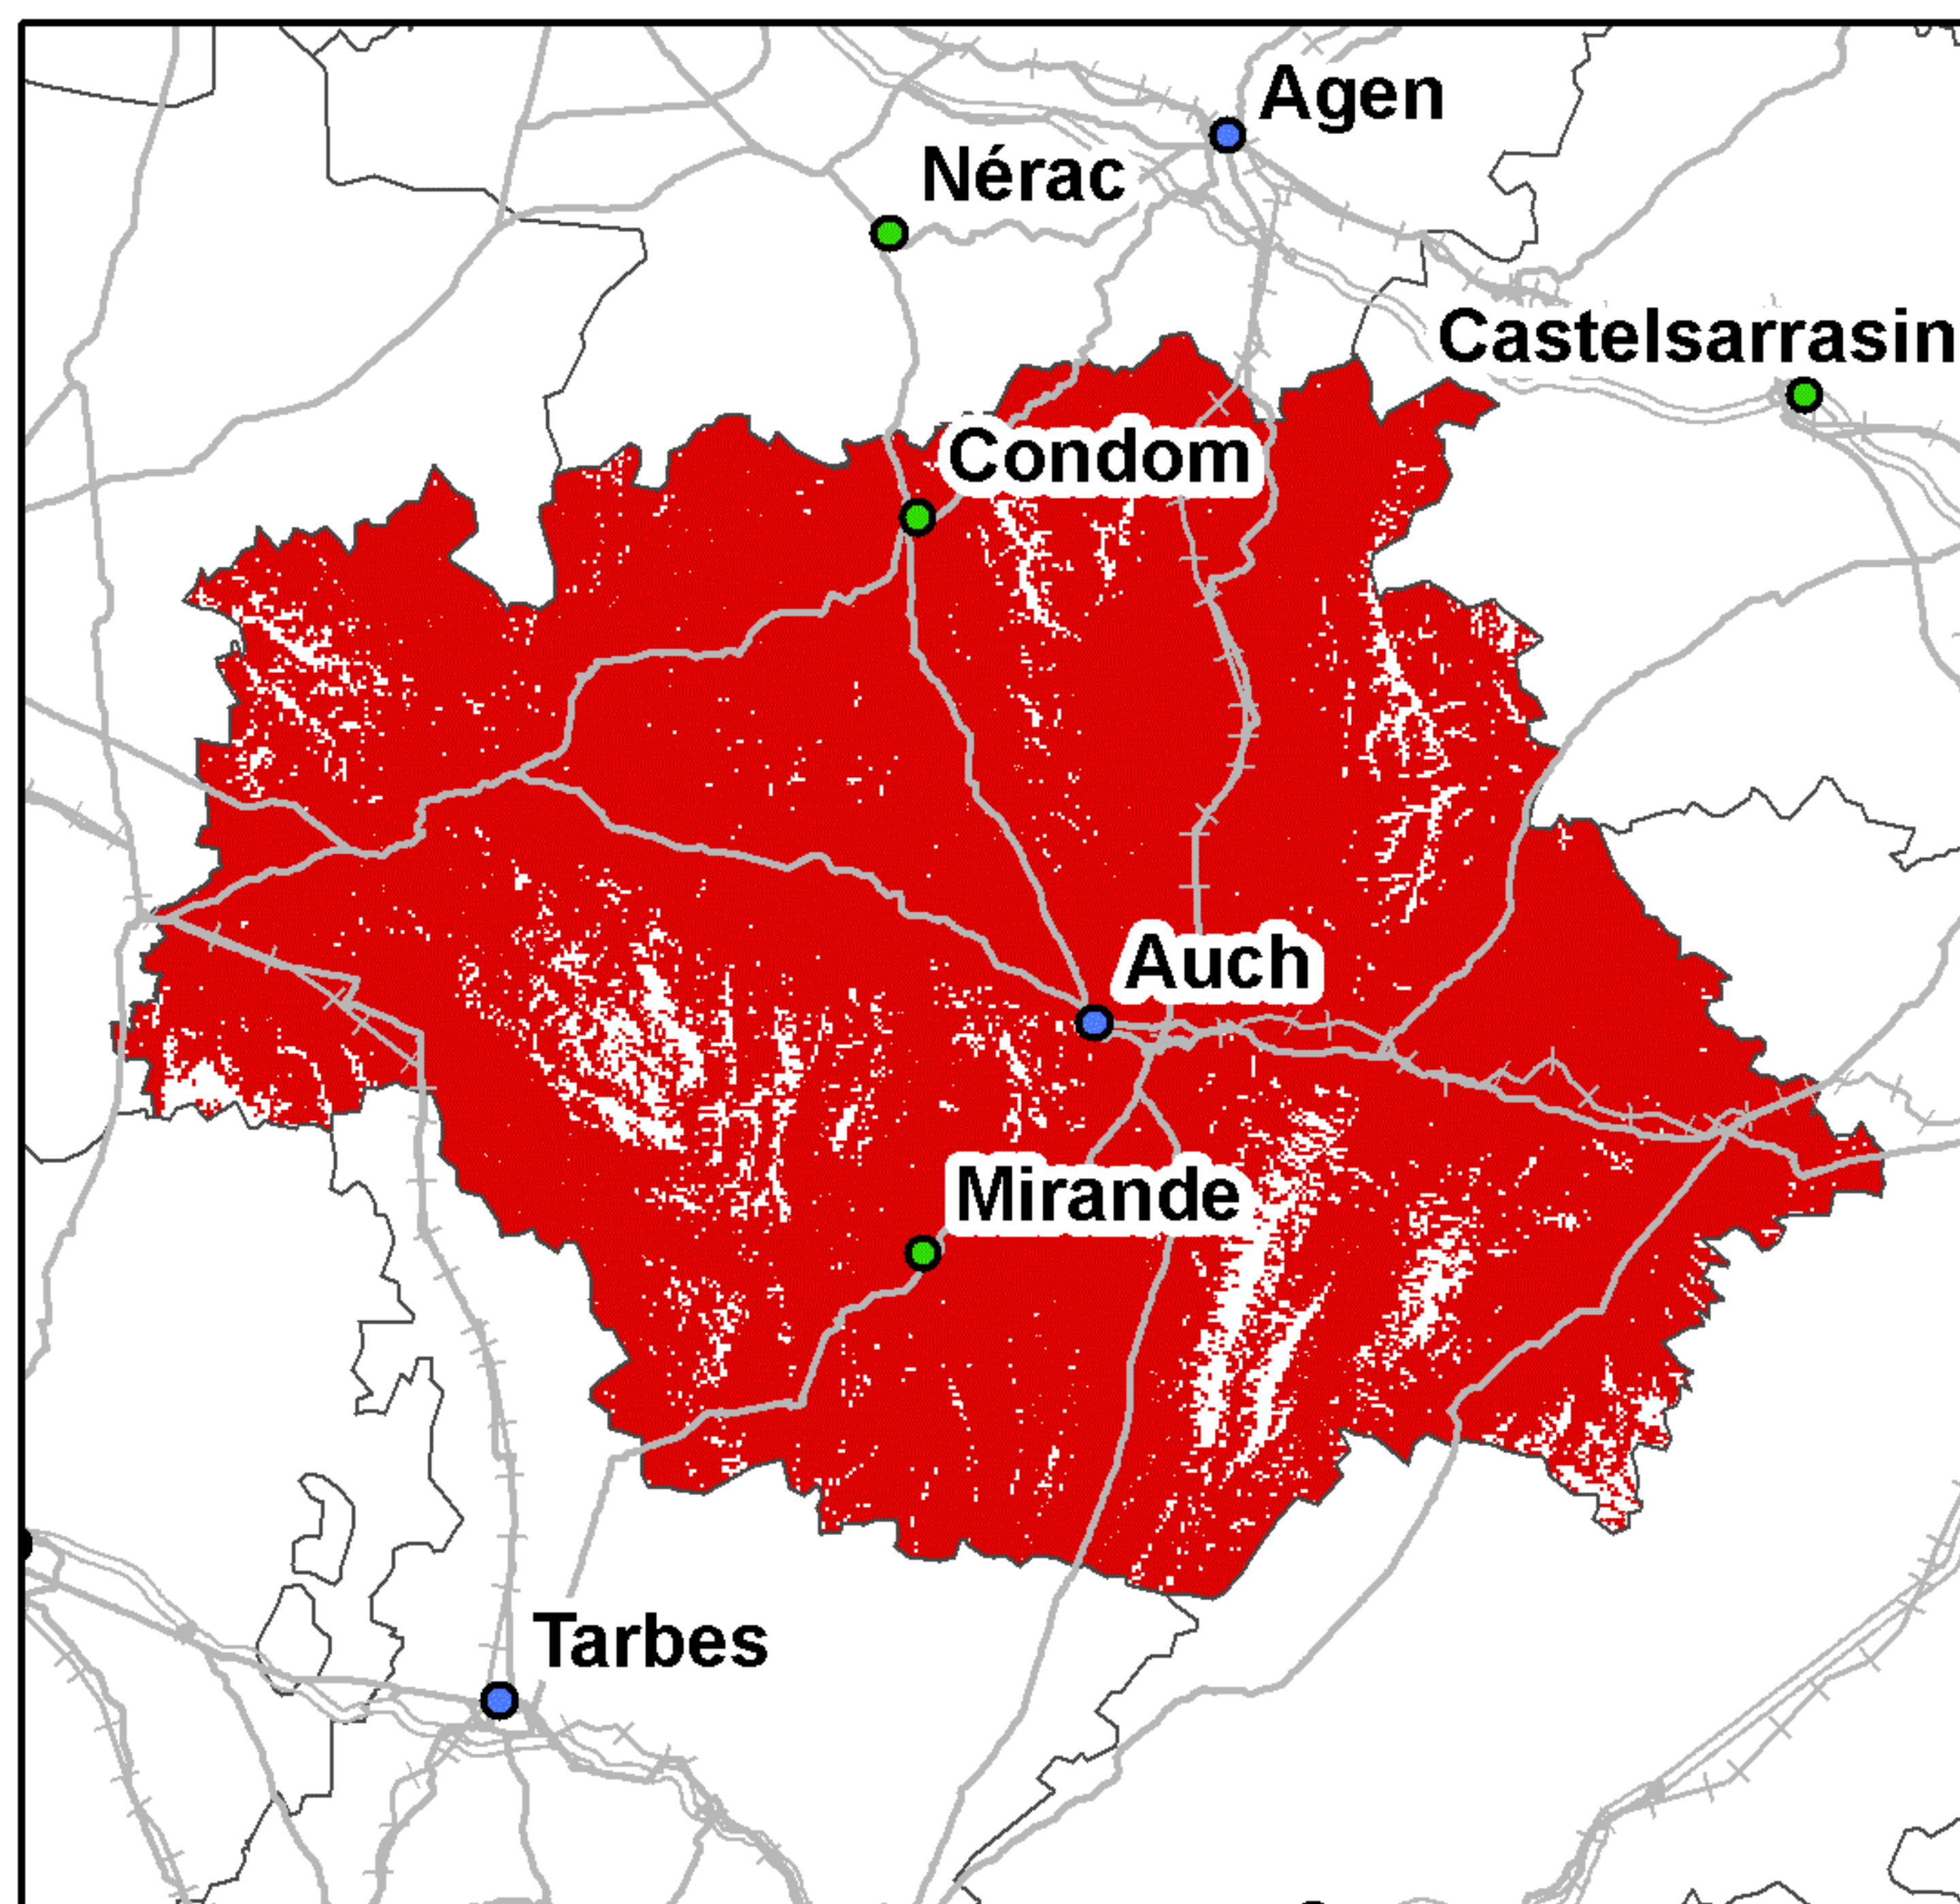 Agen
Nérac
Castelsarrasin
Condom
Auch
Mirande
Tarbes